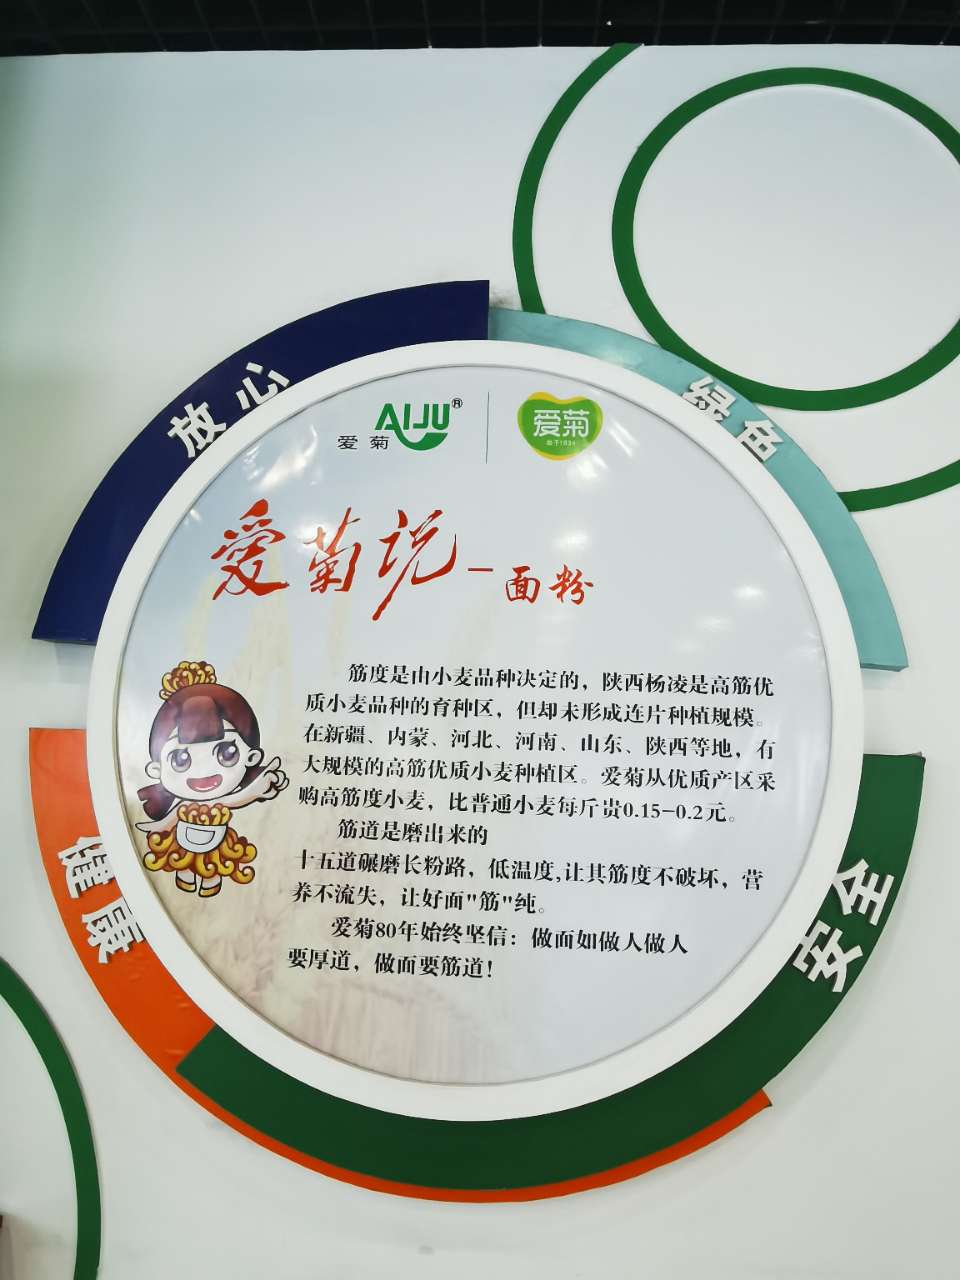 放心
绿色
AIJU®
爱菊
爱菊
始于1934
爱菊说-面粉
筋度是由小麦品种决定的，陕西杨凌是高筋优
质小麦品种的育种区，但却未形成连片种植规模。
在新疆、内蒙、河北、河南、山东、陕西等地，有
大规模的高筋优质小麦种植区。爱菊从优质产区采
购高筋度小麦，比普通小麦每斤贵0.15-0.2元。
筋道是磨出来的
十五道碾磨长粉路，低温度,让其筋度不破坏，营
养不流失，让好面"筋"纯。
爱菊80年始终坚信：做面如做人做人
要厚道，做面要筋道！
健康
安全